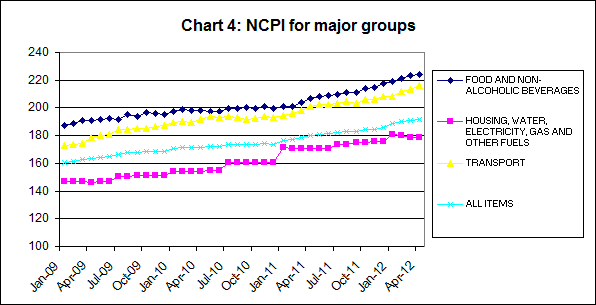 Chart 4: NCPI for major groups
240
220
200
180
160
140
120
100
Jan-09
Apr-09
Jul-09
Oct-09
Jan-10
Apr-10
Jul-10
Oct-10
Jan-11
Apr-11
Jul-11
Oct-11
Jan-12
Apr-12
FOOD AND NON-
ALCOHOLIC BEVERAGES
HOUSING, WATER,
ELECTRICITY, GAS AND
OTHER FUELS
TRANSPORT
ALL ITEMS